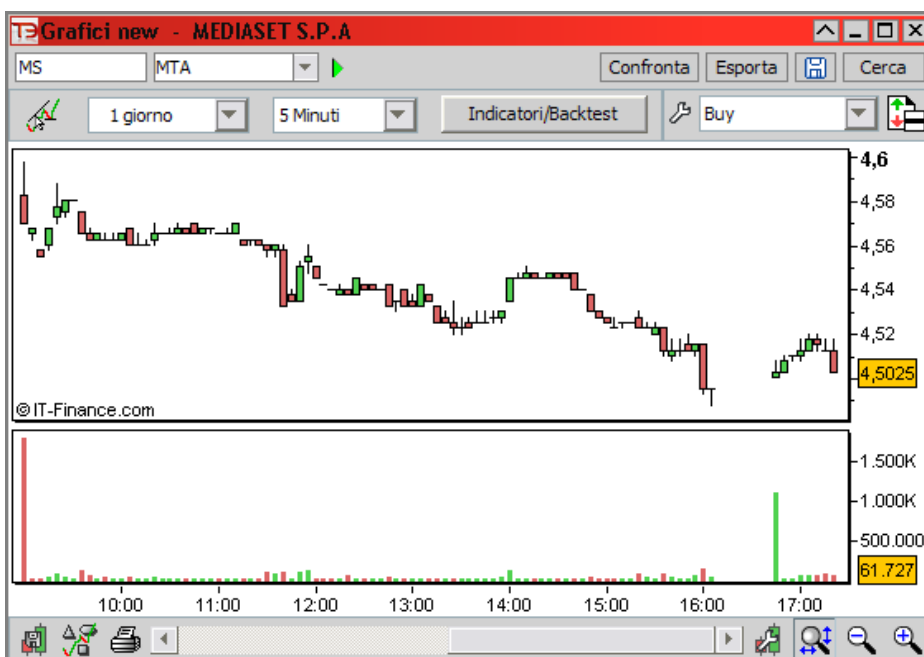 TB Grafici new - MEDIASET S.P.A
MS MTA Confronta Esporta Cerca
1 giorno 5 Minuti Indicatori/Backtest Buy
4,6
4,58
4,56
4,54
4,52
4,5025
© IT-Finance.com
1.500K
1.000K
500.000
61.727
10:00 11:00 12:00 13:00 14:00 15:00 16:00 17:00